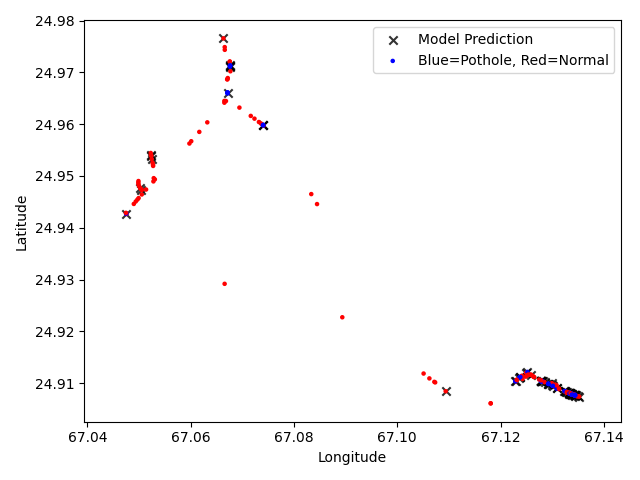 24.98
24.97
24.96
24.95
24.94
24.93
24.92
24.91
Latitude
67.04 67.06 67.08 67.10 67.12 67.14
Longitude
Model Prediction
Blue=Pothole, Red=Normal